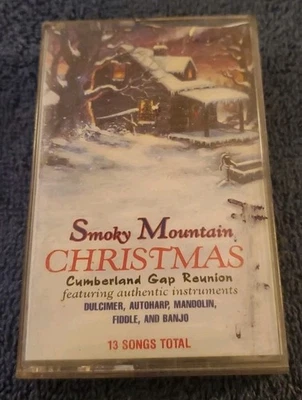 Smoky Mountain
CHRISTMAS
Cumberland Gap Reunion
featuring authentic instruments
DULCIMER, AUTOHARP, MANDOLIN,
FIDDLE, AND BANJO
13 SONGS TOTAL